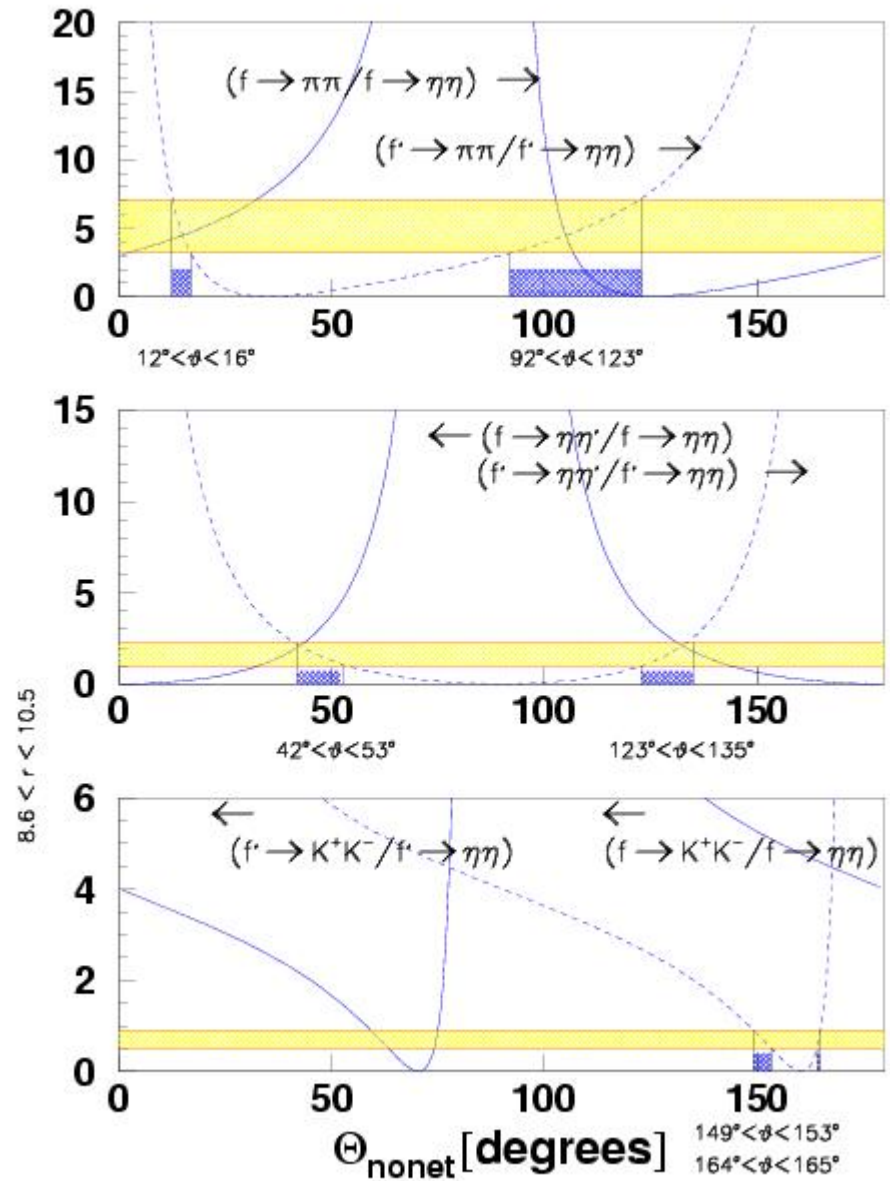 20
15
10
5
0
(f → ππ/f → ηη) →
(f' → ππ/f' → ηη) →
0 50 100 150
12°<ϑ<16° 92°<ϑ<123°
15
10
5
0
← (f → ηη'/f → ηη)
(f' → ηη'/f' → ηη) →
0 50 100 150
42°<ϑ<53° 123°<ϑ<135°
8.6 < r < 10.5
6
4
2
0
← ←
(f' → K⁺K⁻/f' → ηη) (f → K⁺K⁻/f → ηη)
0 50 100 150
Θnonet[degrees]
149°<ϑ<153°
164°<ϑ<165°